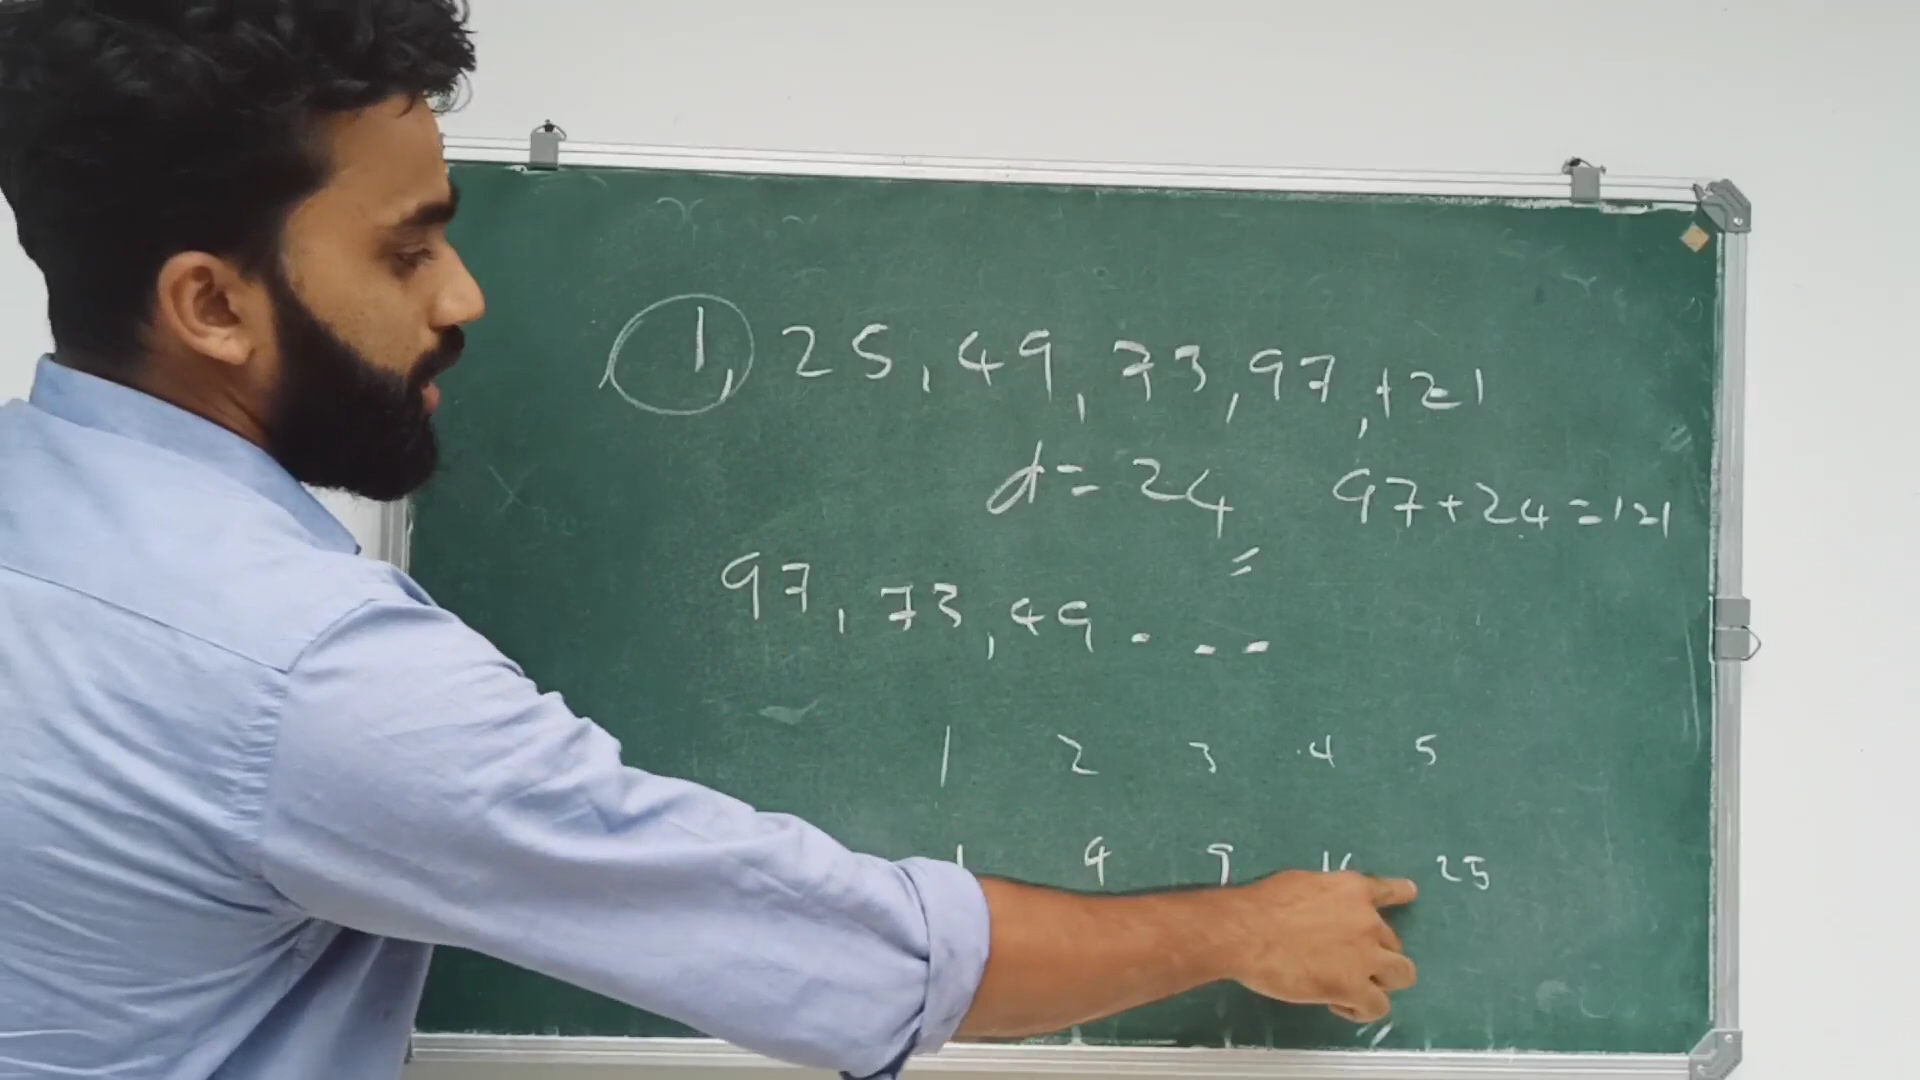 1, 25, 49, 73, 97, 121
d = 24 97+24=121
97, 73, 49 . - -
1 2 3 4 5
1 4 9 16 25